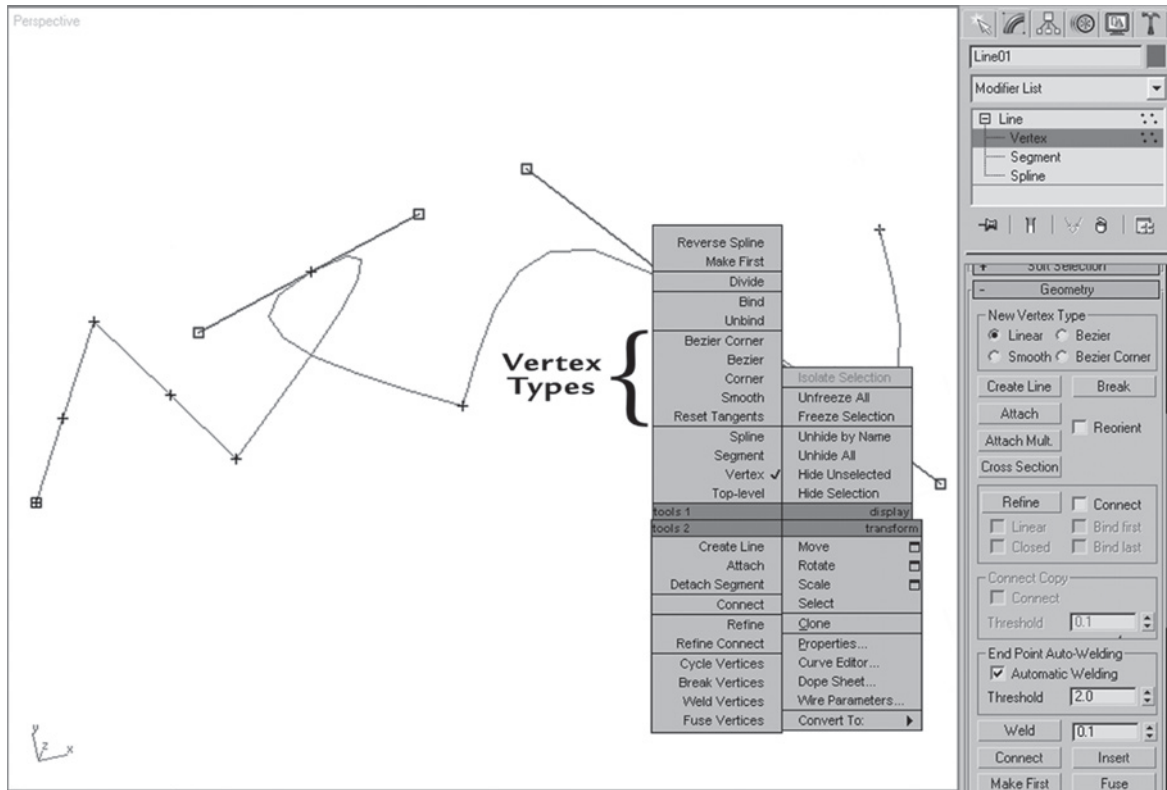 Perspective
Reverse Spline
Make First
Divide
Bind
Unbind
Bezier Corner
Bezier
Corner
Smooth
Reset Tangents
Spline
Segment
Vertex
Top-level
Vertex
Types
Isolate Selection
Unfreeze All
Freeze Selection
Unhide by Name
Unhide All
Hide Unselected
Hide Selection
tools 1
display
tools 2
transform
Create Line
Attach
Detach Segment
Connect
Refine
Refine Connect
Cycle Vertices
Break Vertices
Weld Vertices
Fuse Vertices
Move
Rotate
Scale
Select
Clone
Properties...
Curve Editor...
Dope Sheet...
Wire Parameters...
Convert To:
y
z x
Line01
Modifier List
Line
Vertex
Segment
Spline
+ Soft Selection
- Geometry
New Vertex Type
Linear Bezier
Smooth Bezier Corner
Create Line Break
Attach
Reorient
Attach Mult.
Cross Section
Refine Connect
Linear Bind first
Closed Bind last
Connect Copy
Connect
Threshold 0.1
End Point Auto-Welding
Automatic Welding
Threshold 2.0
Weld 0.1
Connect Insert
Make First Fuse